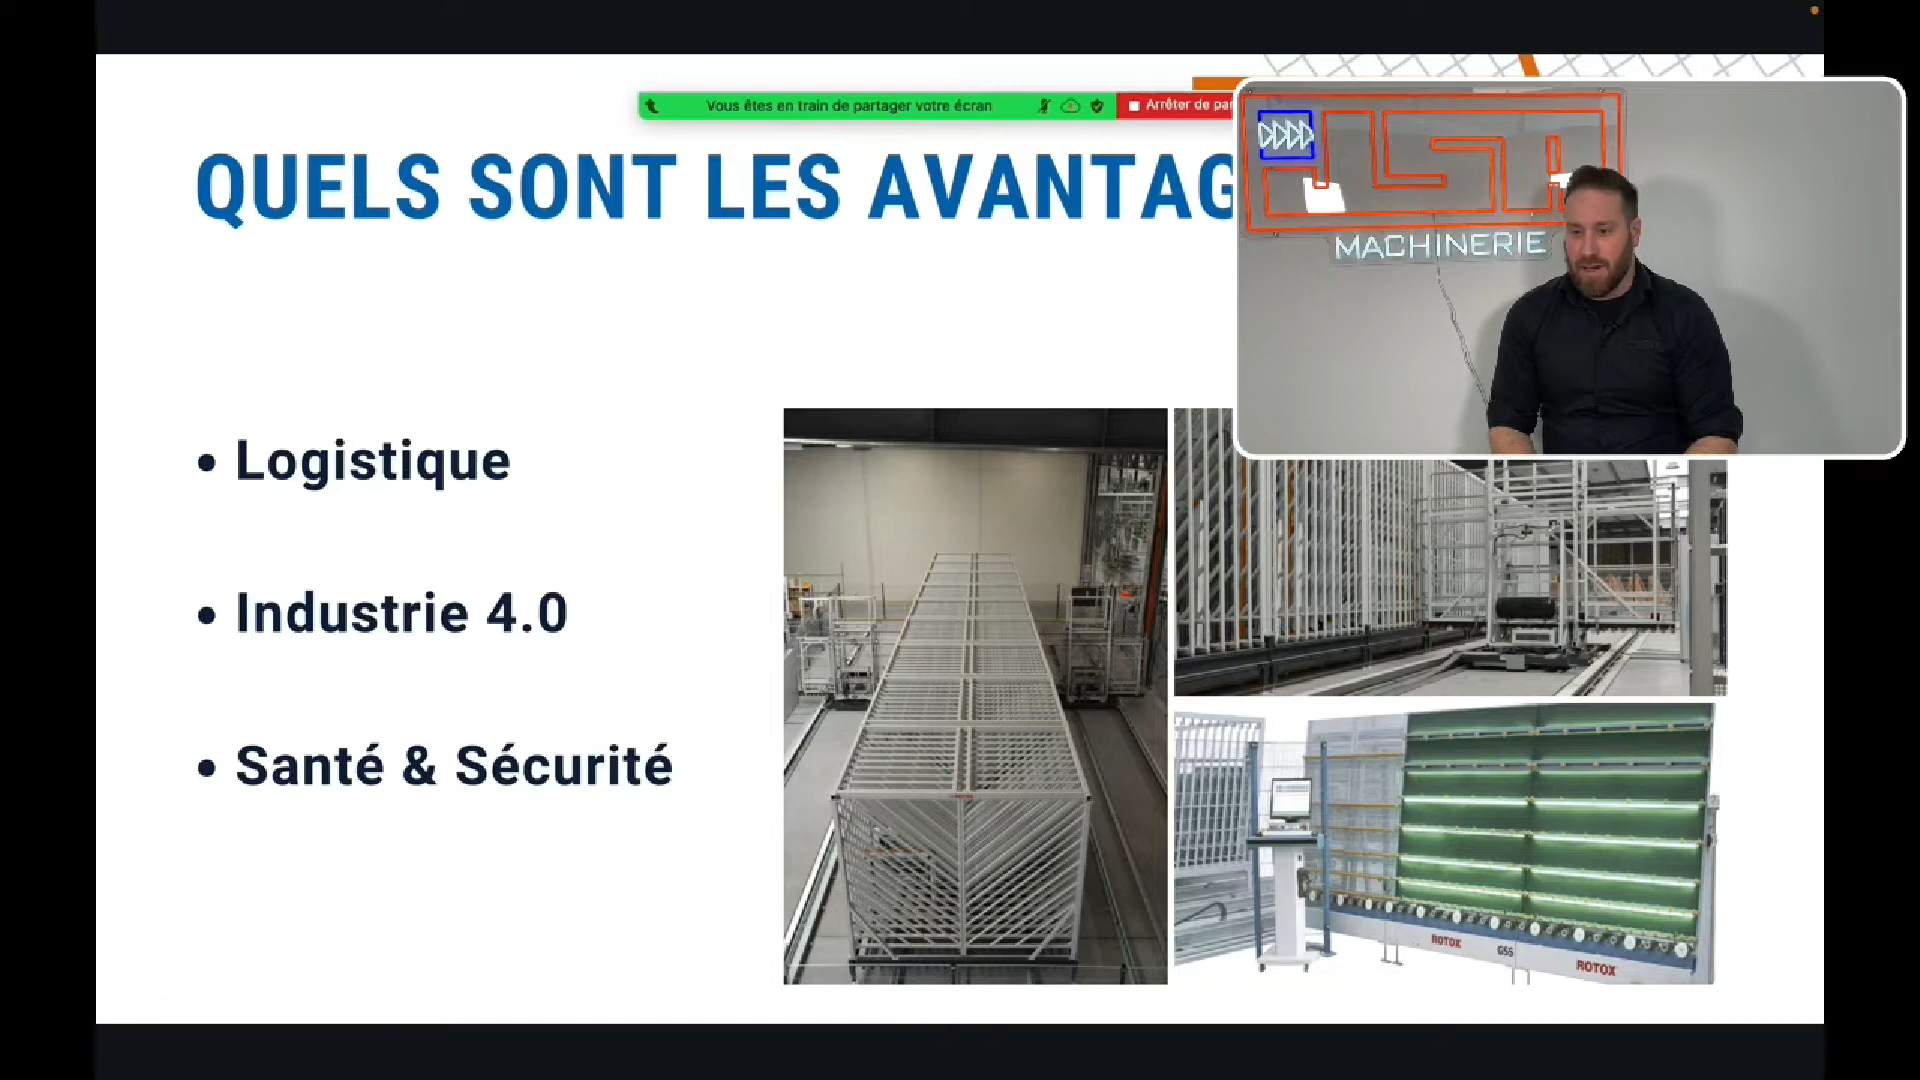 Vous êtes en train de partager votre écran
Arrêter de par
QUELS SONT LES AVANTAG
MACHINERIE
• Logistique
• Industrie 4.0
• Santé & Sécurité
ROTOX
GSG
ROTOX